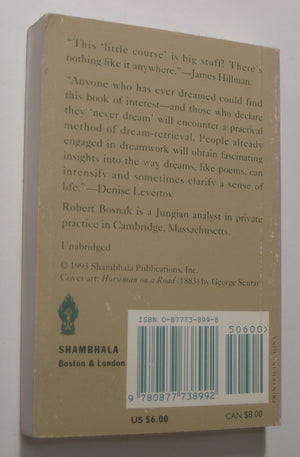 “This ‘little course’ is big stuff! There’s
nothing like it anywhere.”—James Hillman.
“Anyone who has ever dreamed could find
this book of interest—and those who declare
they ‘never dream’ will encounter a practical
method of dream-retrieval. People already
engaged in dreamwork will obtain fascinating
insights into the way dreams, like poems, can
intensify and sometimes clarify a sense of
life.”—Denise Levertov
Robert Bosnak is a Jungian analyst in private
practice in Cambridge, Massachusetts.
Unabridged
© 1993 Shambhala Publications, Inc.
Cover art: Horseman on a Road (1883) by George Seurat
ISBN 0-87773-899-8
50600
SHAMBHALA
Boston & London
9 780877 738992
US $6.00
CAN $8.00